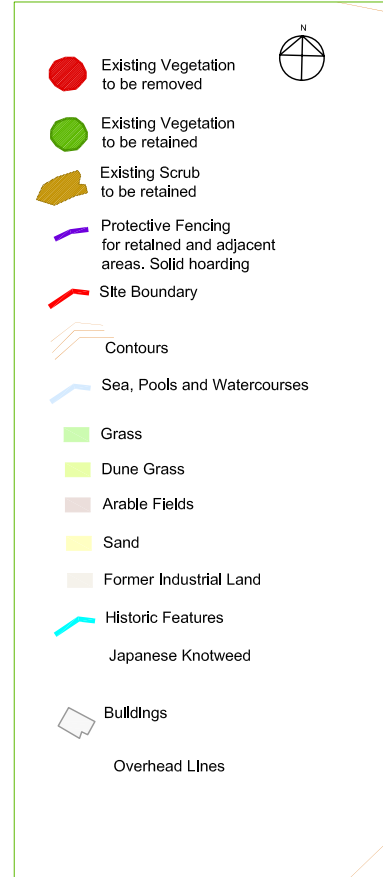 N
Existing Vegetation
to be removed
Existing Vegetation
to be retained
Existing Scrub
to be retained
Protective Fencing
for retained and adjacent
areas. Solid hoarding
Site Boundary
Contours
Sea, Pools and Watercourses
Grass
Dune Grass
Arable Fields
Sand
Former Industrial Land
Historic Features
Japanese Knotweed
Buildings
Overhead Lines